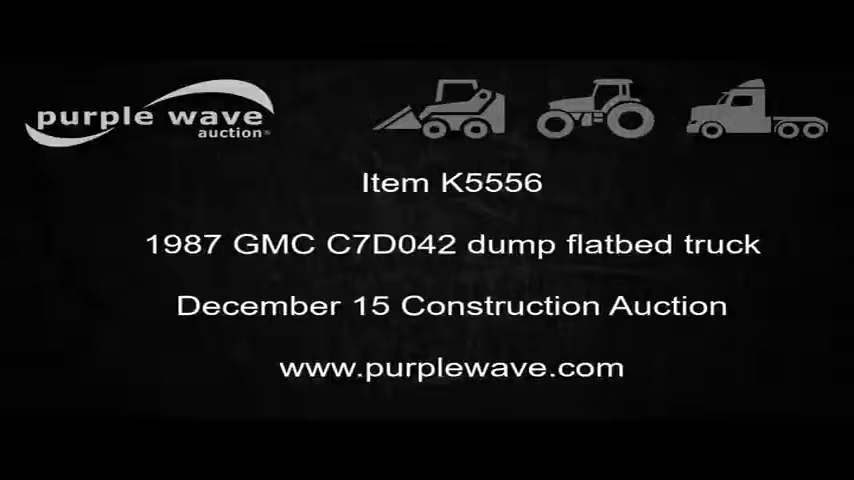 purple wave
auction®
Item K5556
1987 GMC C7D042 dump flatbed truck
December 15 Construction Auction
www.purplewave.com